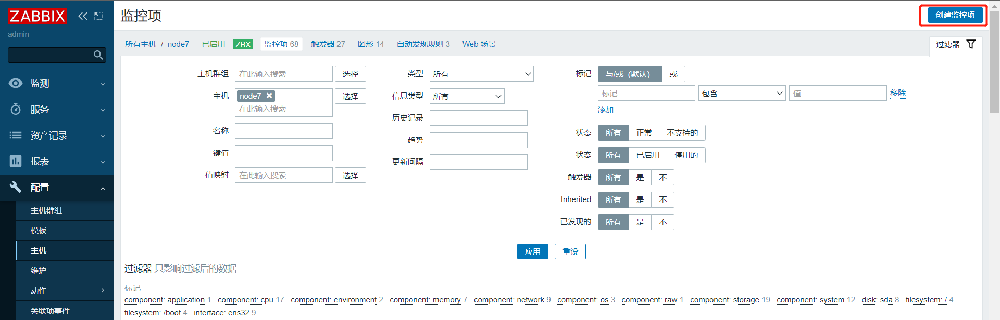 ZABBIX
admin
监测
服务
资产记录
报表
配置
主机群组
模板
主机
维护
动作
关联项事件
监控项
创建监控项
所有主机 / node7 已启用 ZBX 监控项 68 触发器 27 图形 14 自动发现规则 3 Web 场景
过滤器
主机群组 在此输入搜索 选择
主机 node7 选择
在此输入搜索
名称
键值
值映射 在此输入搜索 选择
类型 所有
信息类型 所有
历史记录
趋势
更新间隔
标记 与/或（默认） 或
标记 包含 值 移除
添加
状态 所有 正常 不支持的
状态 所有 已启用 停用的
触发器 所有 是 不
Inherited 所有 是 不
已发现的 所有 是 不
应用 重设
过滤器 只影响过滤后的数据
标记
component: application 1 component: cpu 17 component: environment 2 component: memory 7 component: network 9 component: os 3 component: raw 1 component: storage 19 component: system 12 disk: sda 8 filesystem: / 4
filesystem: /boot 4 interface: ens32 9